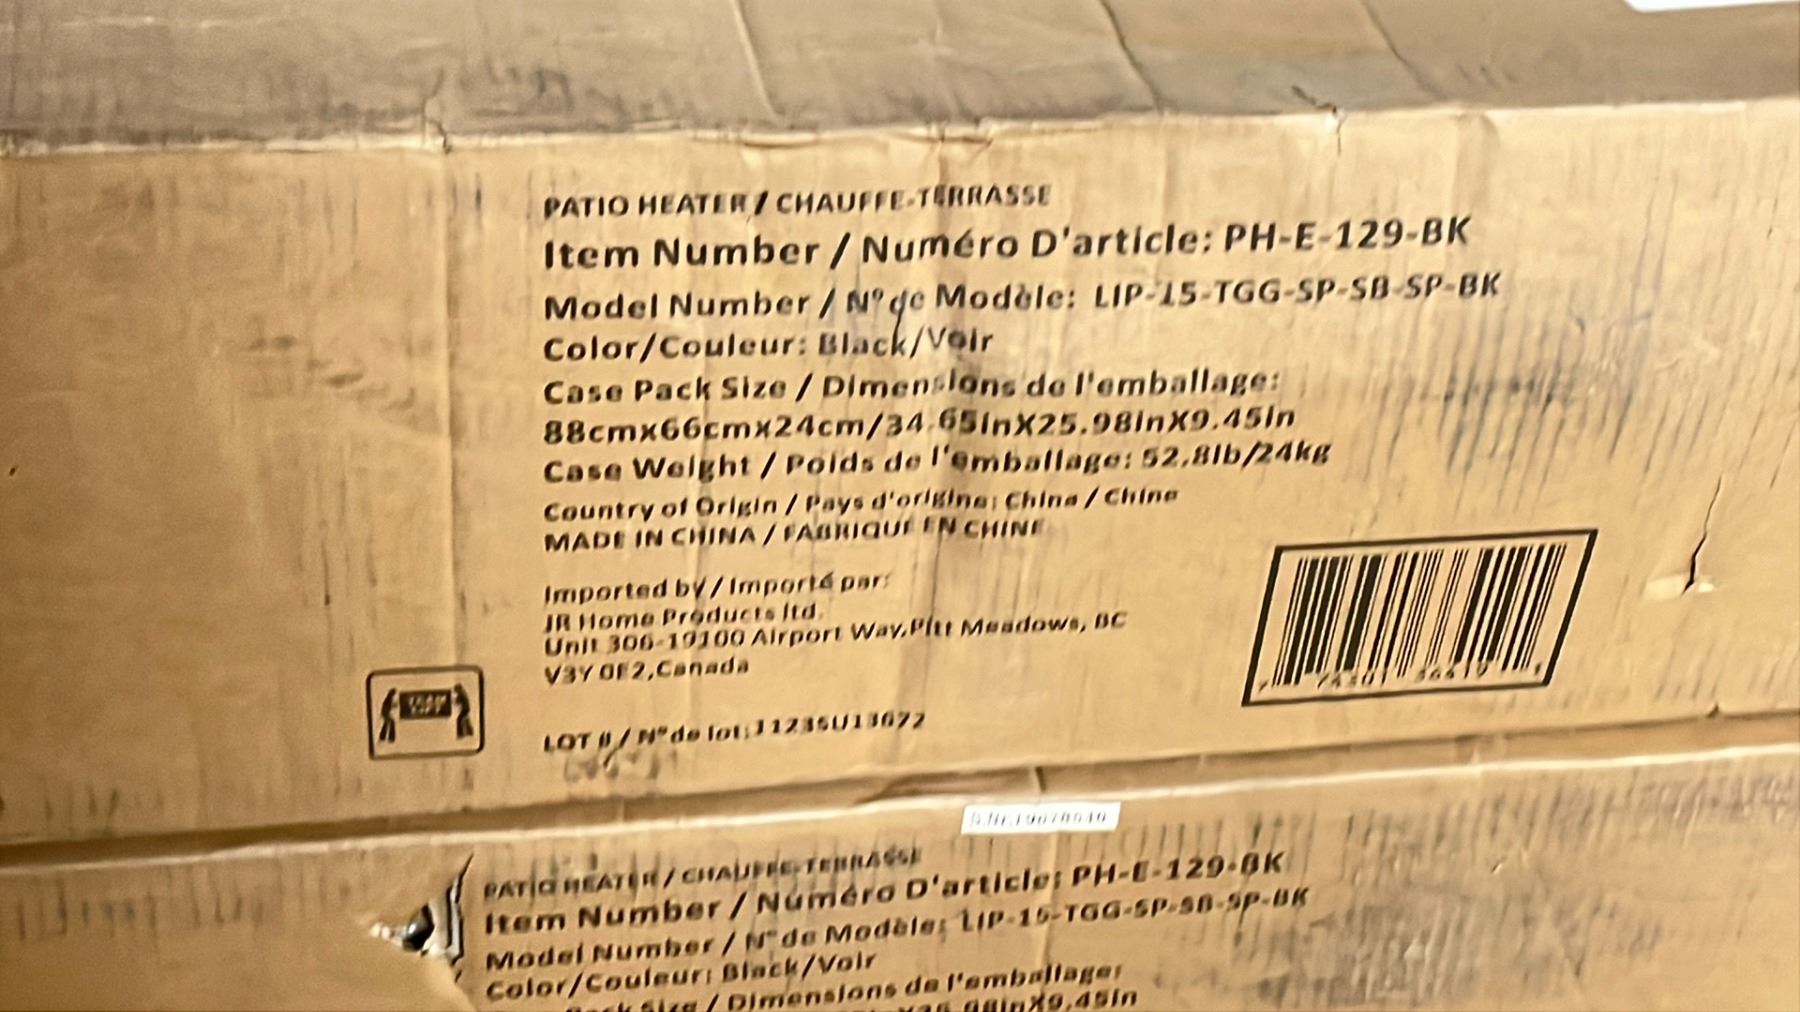 PATIO HEATER / CHAUFFE-TERRASSE
Item Number / Numéro D'article: PH-E-129-BK
Model Number / N° de Modèle: LIP-15-TGG-SP-SB-SP-BK
Color/Couleur: Black/Voir
Case Pack Size / Dimensions de l'emballage:
88cmx66cmx24cm/34.65inX25.98inX9.45in
Case Weight / Poids de l'emballage: 52.8lb/24kg
Country of Origin / Pays d'origine: China / Chine
MADE IN CHINA / FABRIQUE EN CHINE
Imported by / Importé par:
JR Home Products ltd.
Unit 306-19100 Airport Way,Pitt Meadows, BC
V3Y 0E2,Canada
LOT # / N° de lot:
PATIO HEATER / CHAUFFE-TERRASSE
Item Number / Numéro D'article: PH-E-129-BK
Model Number / N° de Modèle: LIP-15-TGG-SP-SB-SP-BK
Color/Couleur: Black/Voir
Pack Size / Dimensions de l'emballage: